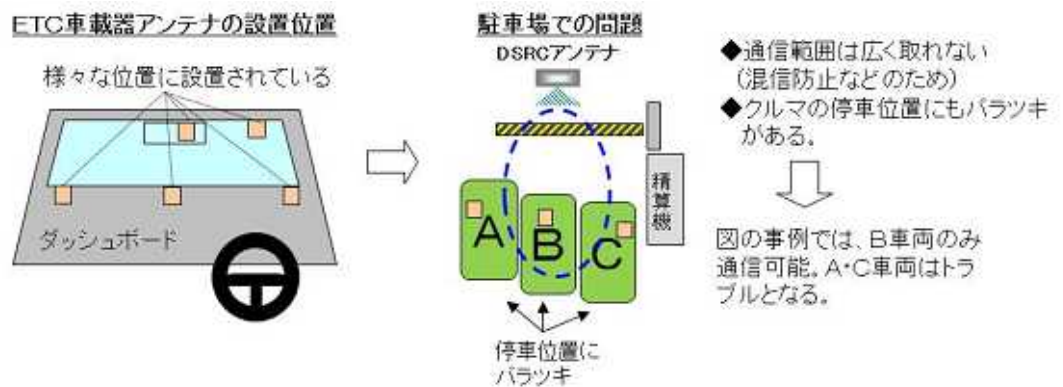 ETC車載器アンテナの設置位置
様々な位置に設置されている
ダッシュボード
駐車場での問題
DSRCアンテナ
精算機
A
B
C
停車位置に
バラツキ
◆通信範囲は広く取れない
(混信防止などのため)
◆クルマの停車位置にもバラツキ
がある。
図の事例では、B車両のみ
通信可能。A・C車両はトラ
ブルとなる。